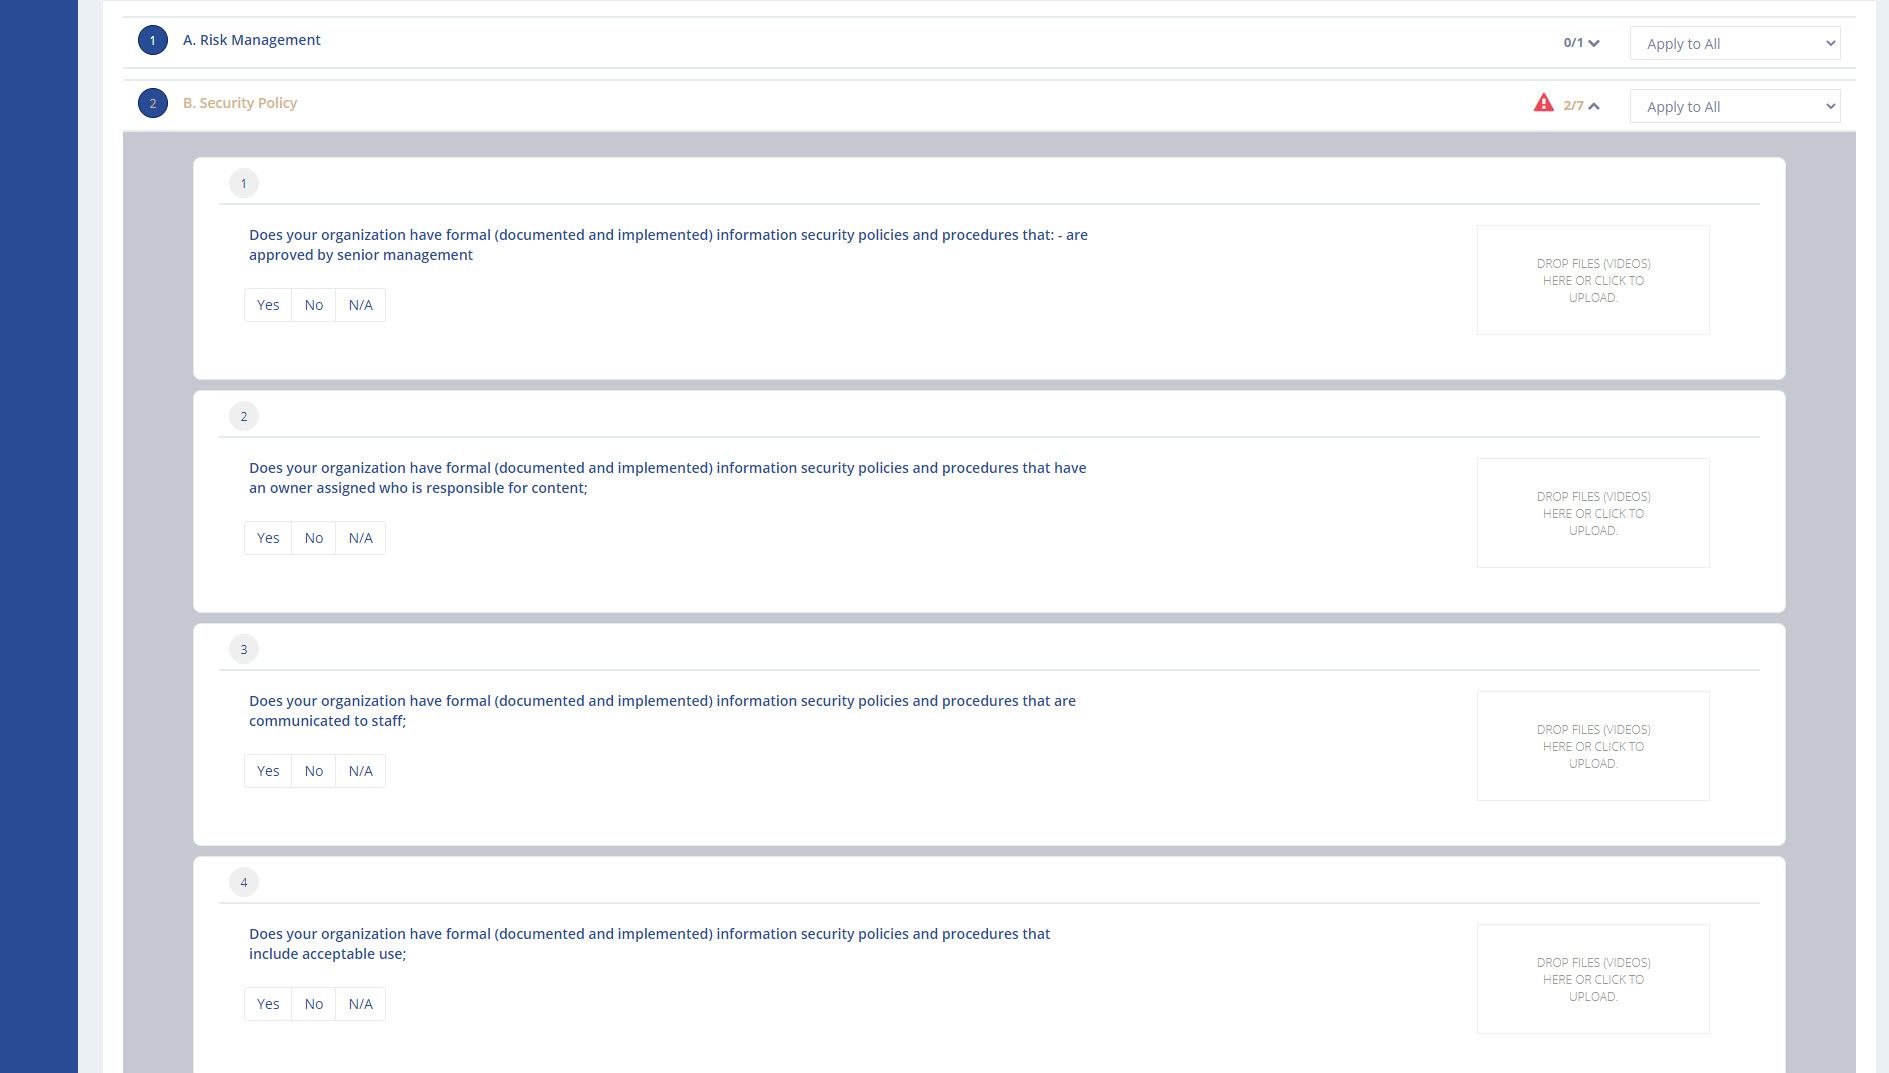 1 A. Risk Management 0/1 Apply to All
2 B. Security Policy 2/7 Apply to All
1
Does your organization have formal (documented and implemented) information security policies and procedures that: - are
approved by senior management
Yes No N/A
DROP FILES (VIDEOS)
HERE OR CLICK TO
UPLOAD.
2
Does your organization have formal (documented and implemented) information security policies and procedures that have
an owner assigned who is responsible for content;
Yes No N/A
DROP FILES (VIDEOS)
HERE OR CLICK TO
UPLOAD.
3
Does your organization have formal (documented and implemented) information security policies and procedures that are
communicated to staff;
Yes No N/A
DROP FILES (VIDEOS)
HERE OR CLICK TO
UPLOAD.
4
Does your organization have formal (documented and implemented) information security policies and procedures that
include acceptable use;
Yes No N/A
DROP FILES (VIDEOS)
HERE OR CLICK TO
UPLOAD.